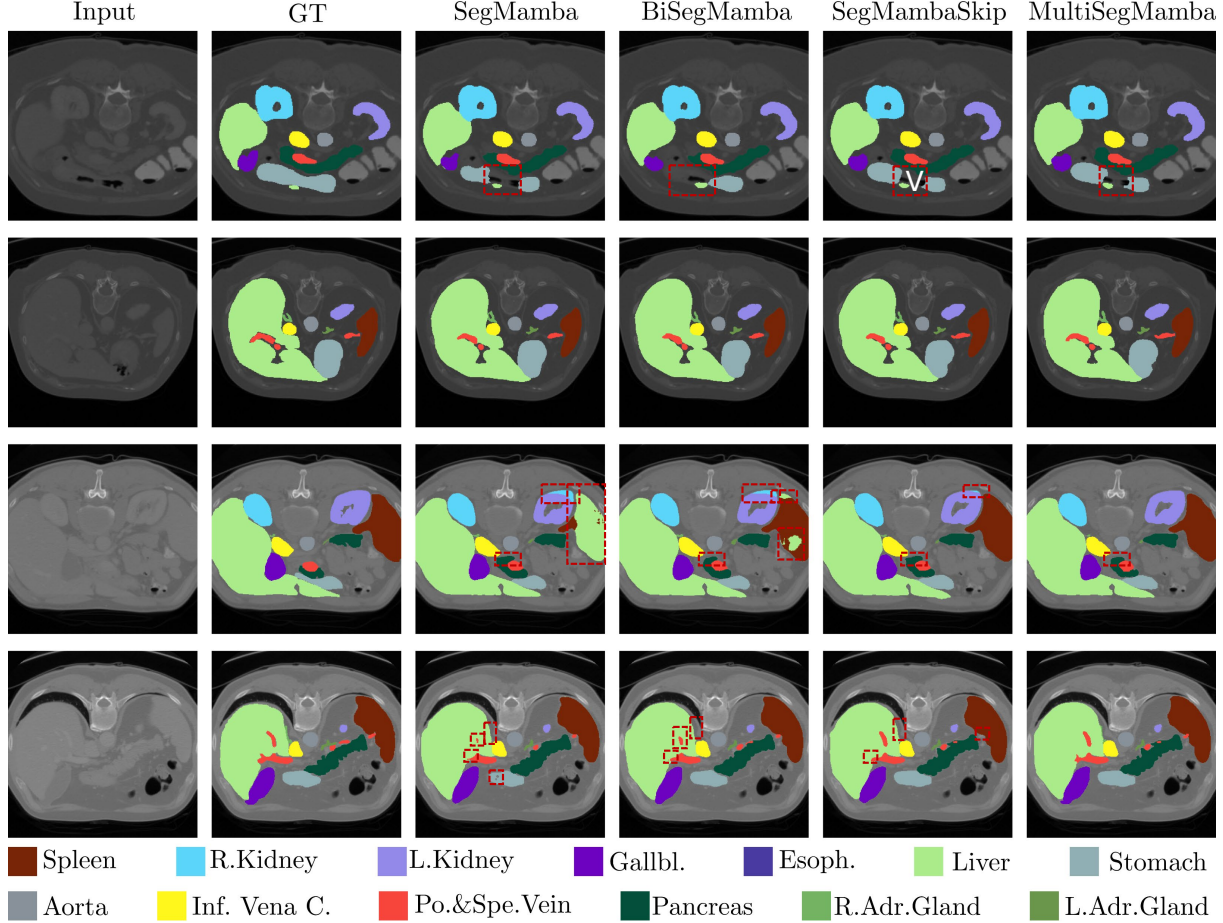 Input GT SegMamba BiSegMamba SegMambaSkip MultiSegMamba
V
Spleen R.Kidney L.Kidney Gallbl. Esoph. Liver Stomach
Aorta Inf. Vena C. Po.&Spe.Vein Pancreas R.Adr.Gland L.Adr.Gland